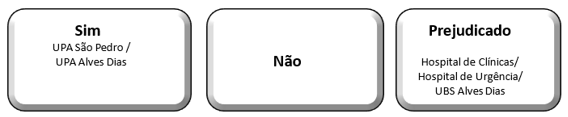 Sim
UPA São Pedro /
UPA Alves Dias
Não
Prejudicado
Hospital de Clínicas/
Hospital de Urgência/
UBS Alves Dias